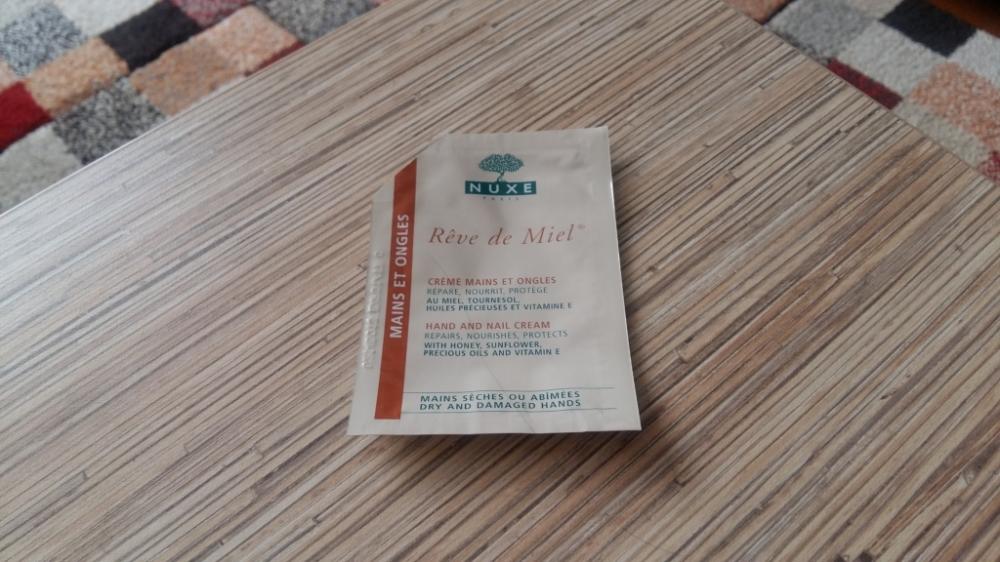 NUXE
PARIS
Rêve de Miel®
MAINS ET ONGLES
CRÈME MAINS ET ONGLES
RÉPARE, NOURRIT, PROTÈGE
AU MIEL, TOURNESOL,
HUILES PRÉCIEUSES ET VITAMINE E
HAND AND NAIL CREAM
REPAIRS, NOURISHES, PROTECTS
WITH HONEY, SUNFLOWER,
PRECIOUS OILS AND VITAMIN E
MAINS SÈCHES OU ABÎMÉES
DRY AND DAMAGED HANDS